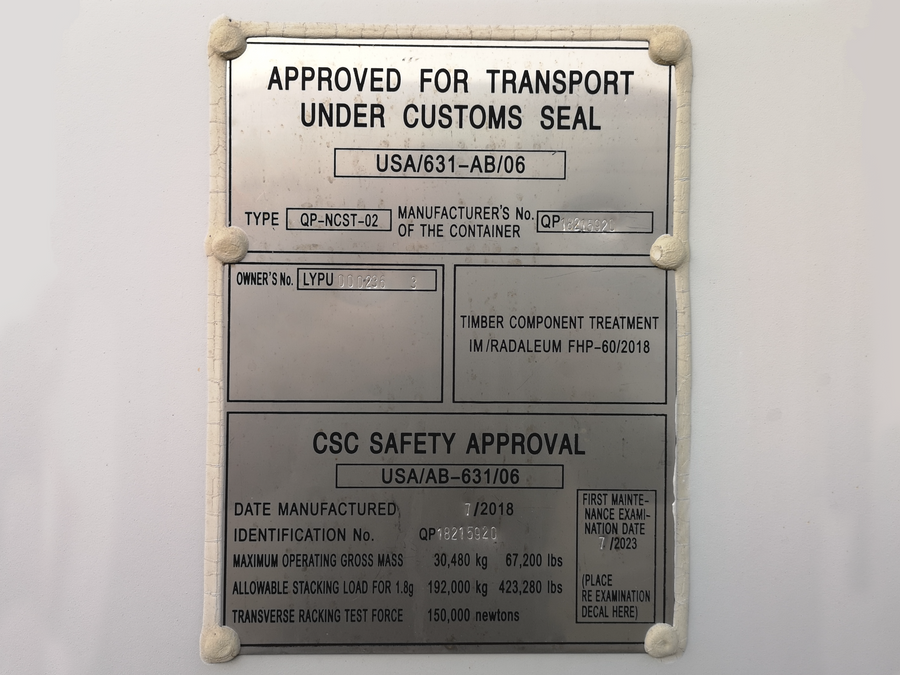 APPROVED FOR TRANSPORT
UNDER CUSTOMS SEAL
USA/631-AB/06
TYPE QP-NCST-02 MANUFACTURER'S No. OF THE CONTAINER QP18215920
OWNER'S No. LYPU 000236 3
TIMBER COMPONENT TREATMENT
IM/RADALEUM FHP-60/2018
CSC SAFETY APPROVAL
USA/AB-631/06
DATE MANUFACTURED 7/2018
IDENTIFICATION No. QP18215920
MAXIMUM OPERATING GROSS MASS 30,480 kg 67,200 lbs
ALLOWABLE STACKING LOAD FOR 1.8g 192,000 kg 423,280 lbs
TRANSVERSE RACKING TEST FORCE 150,000 newtons
FIRST MAINTE-
NANCE EXAMI-
NATION DATE
7/2023
(PLACE
RE EXAMINATION
DECAL HERE)